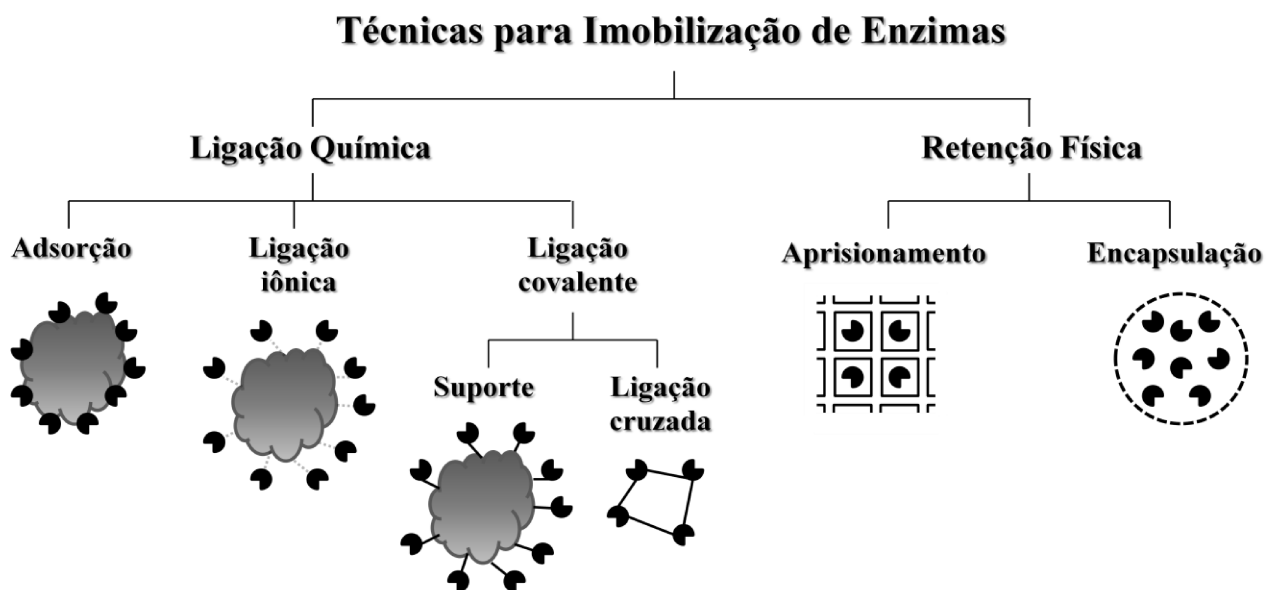 Técnicas para Imobilização de Enzimas
Ligação Química
Retenção Física
Adsorção
Ligação
iônica
Ligação
covalente
Aprisionamento
Encapsulação
Suporte
Ligação
cruzada